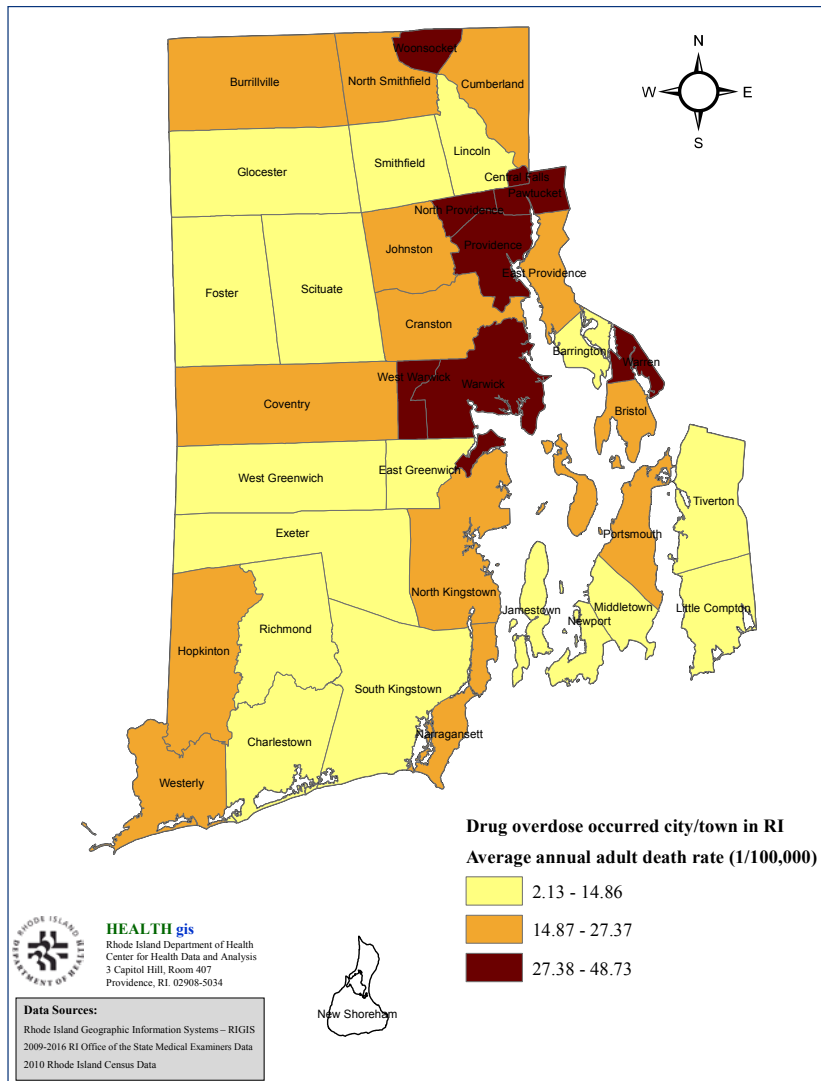 N
W
E
S
Woonsocket
Burrillville
North Smithfield
Cumberland
Lincoln
Smithfield
Glocester
Central Falls
Pawtucket
North Providence
Providence
Johnston
East Providence
Foster
Scituate
Cranston
Barrington
Warren
West Warwick
Warwick
Coventry
Bristol
East Greenwich
West Greenwich
Tiverton
Exeter
Portsmouth
North Kingstown
Jamestown
Middletown
Little Compton
Newport
Richmond
Hopkinton
South Kingstown
Narragansett
Charlestown
Westerly
Drug overdose occurred city/town in RI
Average annual adult death rate (1/100,000)
2.13 - 14.86
14.87 - 27.37
27.38 - 48.73
RHODE ISLAND
DEPARTMENT OF HEALTH
HEALTH gis
Rhode Island Department of Health
Center for Health Data and Analysis
3 Capitol Hill, Room 407
Providence, RI. 02908-5034
New Shoreham
Data Sources:
Rhode Island Geographic Information Systems – RIGIS
2009-2016 RI Office of the State Medical Examiners Data
2010 Rhode Island Census Data